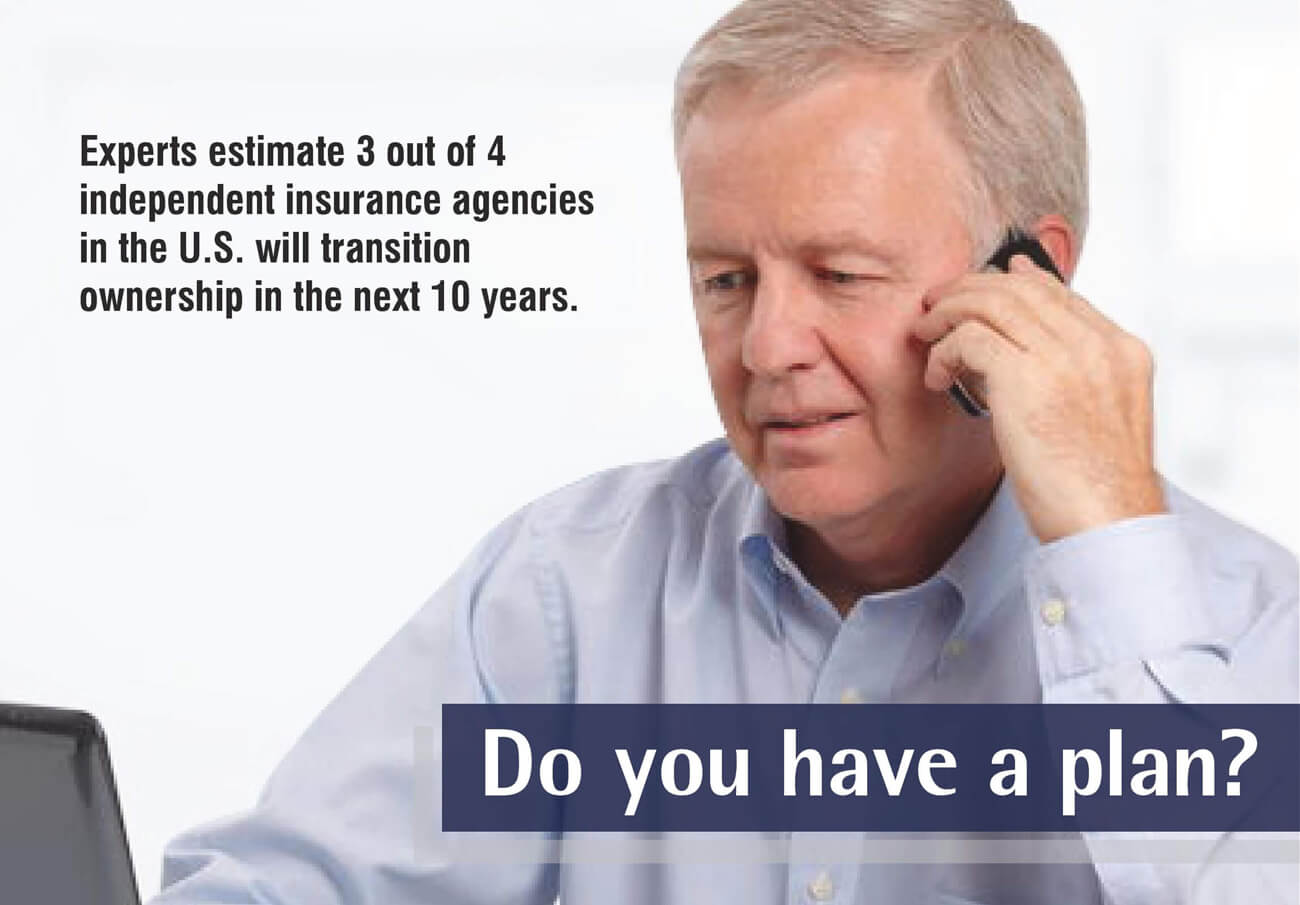 Experts estimate 3 out of 4
independent insurance agencies
in the U.S. will transition
ownership in the next 10 years.
Do you have a plan?